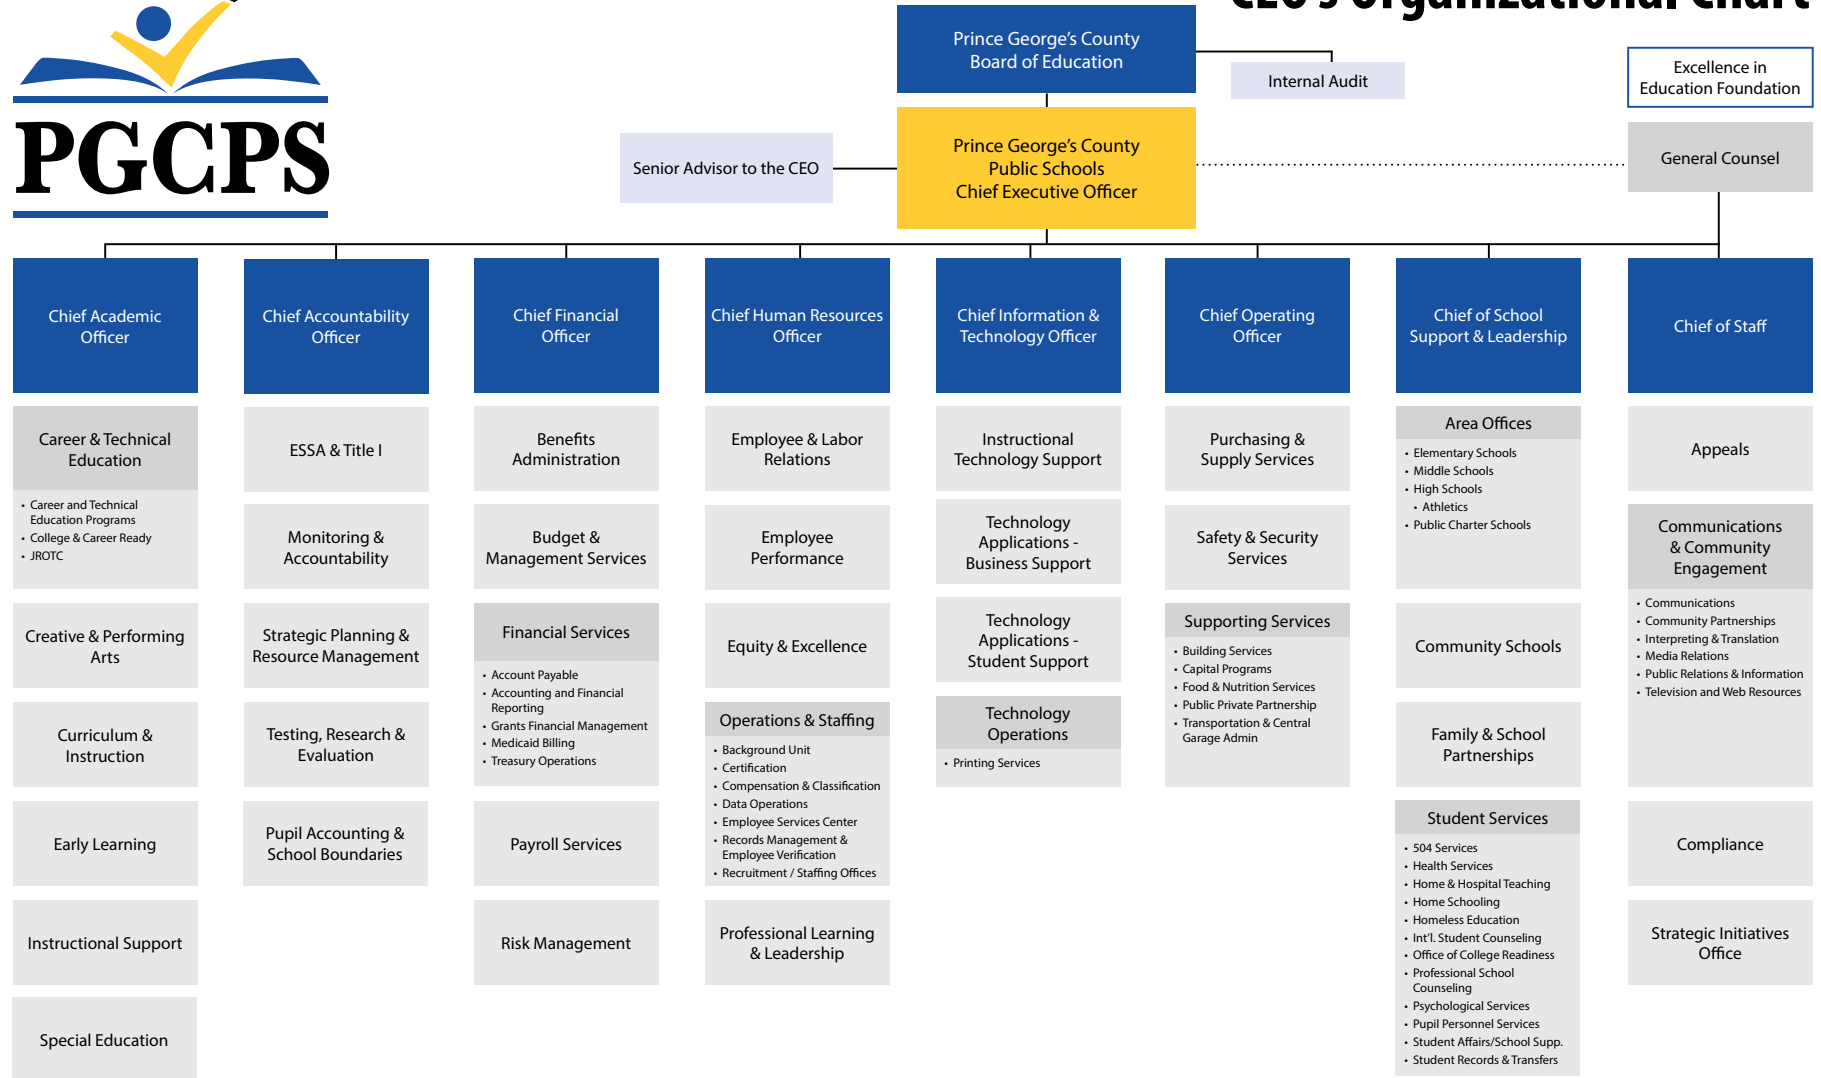 CEO's Organizational Chart
PGCPS
Prince George's County
Board of Education
Internal Audit
Excellence in
Education Foundation
Prince George's County
Public Schools
Chief Executive Officer
Senior Advisor to the CEO
General Counsel
Chief Academic
Officer
Career & Technical
Education
• Career and Technical
Education Programs
• College & Career Ready
• JROTC
Creative & Performing
Arts
Curriculum &
Instruction
Early Learning
Instructional Support
Special Education
Chief Accountability
Officer
ESSA & Title I
Monitoring &
Accountability
Strategic Planning &
Resource Management
Testing, Research &
Evaluation
Pupil Accounting &
School Boundaries
Chief Financial
Officer
Benefits
Administration
Budget &
Management Services
Financial Services
• Account Payable
• Accounting and Financial
Reporting
• Grants Financial Management
• Medicaid Billing
• Treasury Operations
Payroll Services
Risk Management
Chief Human Resources
Officer
Employee & Labor
Relations
Employee
Performance
Equity & Excellence
Operations & Staffing
• Background Unit
• Certification
• Compensation & Classification
• Data Operations
• Employee Services Center
• Records Management &
Employee Verification
• Recruitment / Staffing Offices
Professional Learning
& Leadership
Chief Information &
Technology Officer
Instructional
Technology Support
Technology
Applications -
Business Support
Technology
Applications -
Student Support
Technology
Operations
• Printing Services
Chief Operating
Officer
Purchasing &
Supply Services
Safety & Security
Services
Supporting Services
• Building Services
• Capital Programs
• Food & Nutrition Services
• Public Private Partnership
• Transportation & Central
Garage Admin
Chief of School
Support & Leadership
Area Offices
• Elementary Schools
• Middle Schools
• High Schools
• Athletics
• Public Charter Schools
Community Schools
Family & School
Partnerships
Student Services
• 504 Services
• Health Services
• Home & Hospital Teaching
• Home Schooling
• Homeless Education
• Int'l. Student Counseling
• Office of College Readiness
• Professional School
Counseling
• Psychological Services
• Pupil Personnel Services
• Student Affairs/School Supp.
• Student Records & Transfers
Chief of Staff
Appeals
Communications
& Community
Engagement
• Communications
• Community Partnerships
• Interpreting & Translation
• Media Relations
• Public Relations & Information
• Television and Web Resources
Compliance
Strategic Initiatives
Office